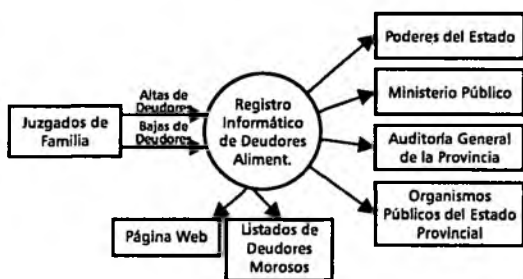 Juzgados de
Familia
Altas de
Deudores
Bajas de
Deudores
Registro
Informático
de Deudores
Aliment.
Poderes del Estado
Ministerio Público
Auditoría General
de la Provincia
Organismos
Públicos del Estado
Provincial
Página Web
Listados de
Deudores
Morosos